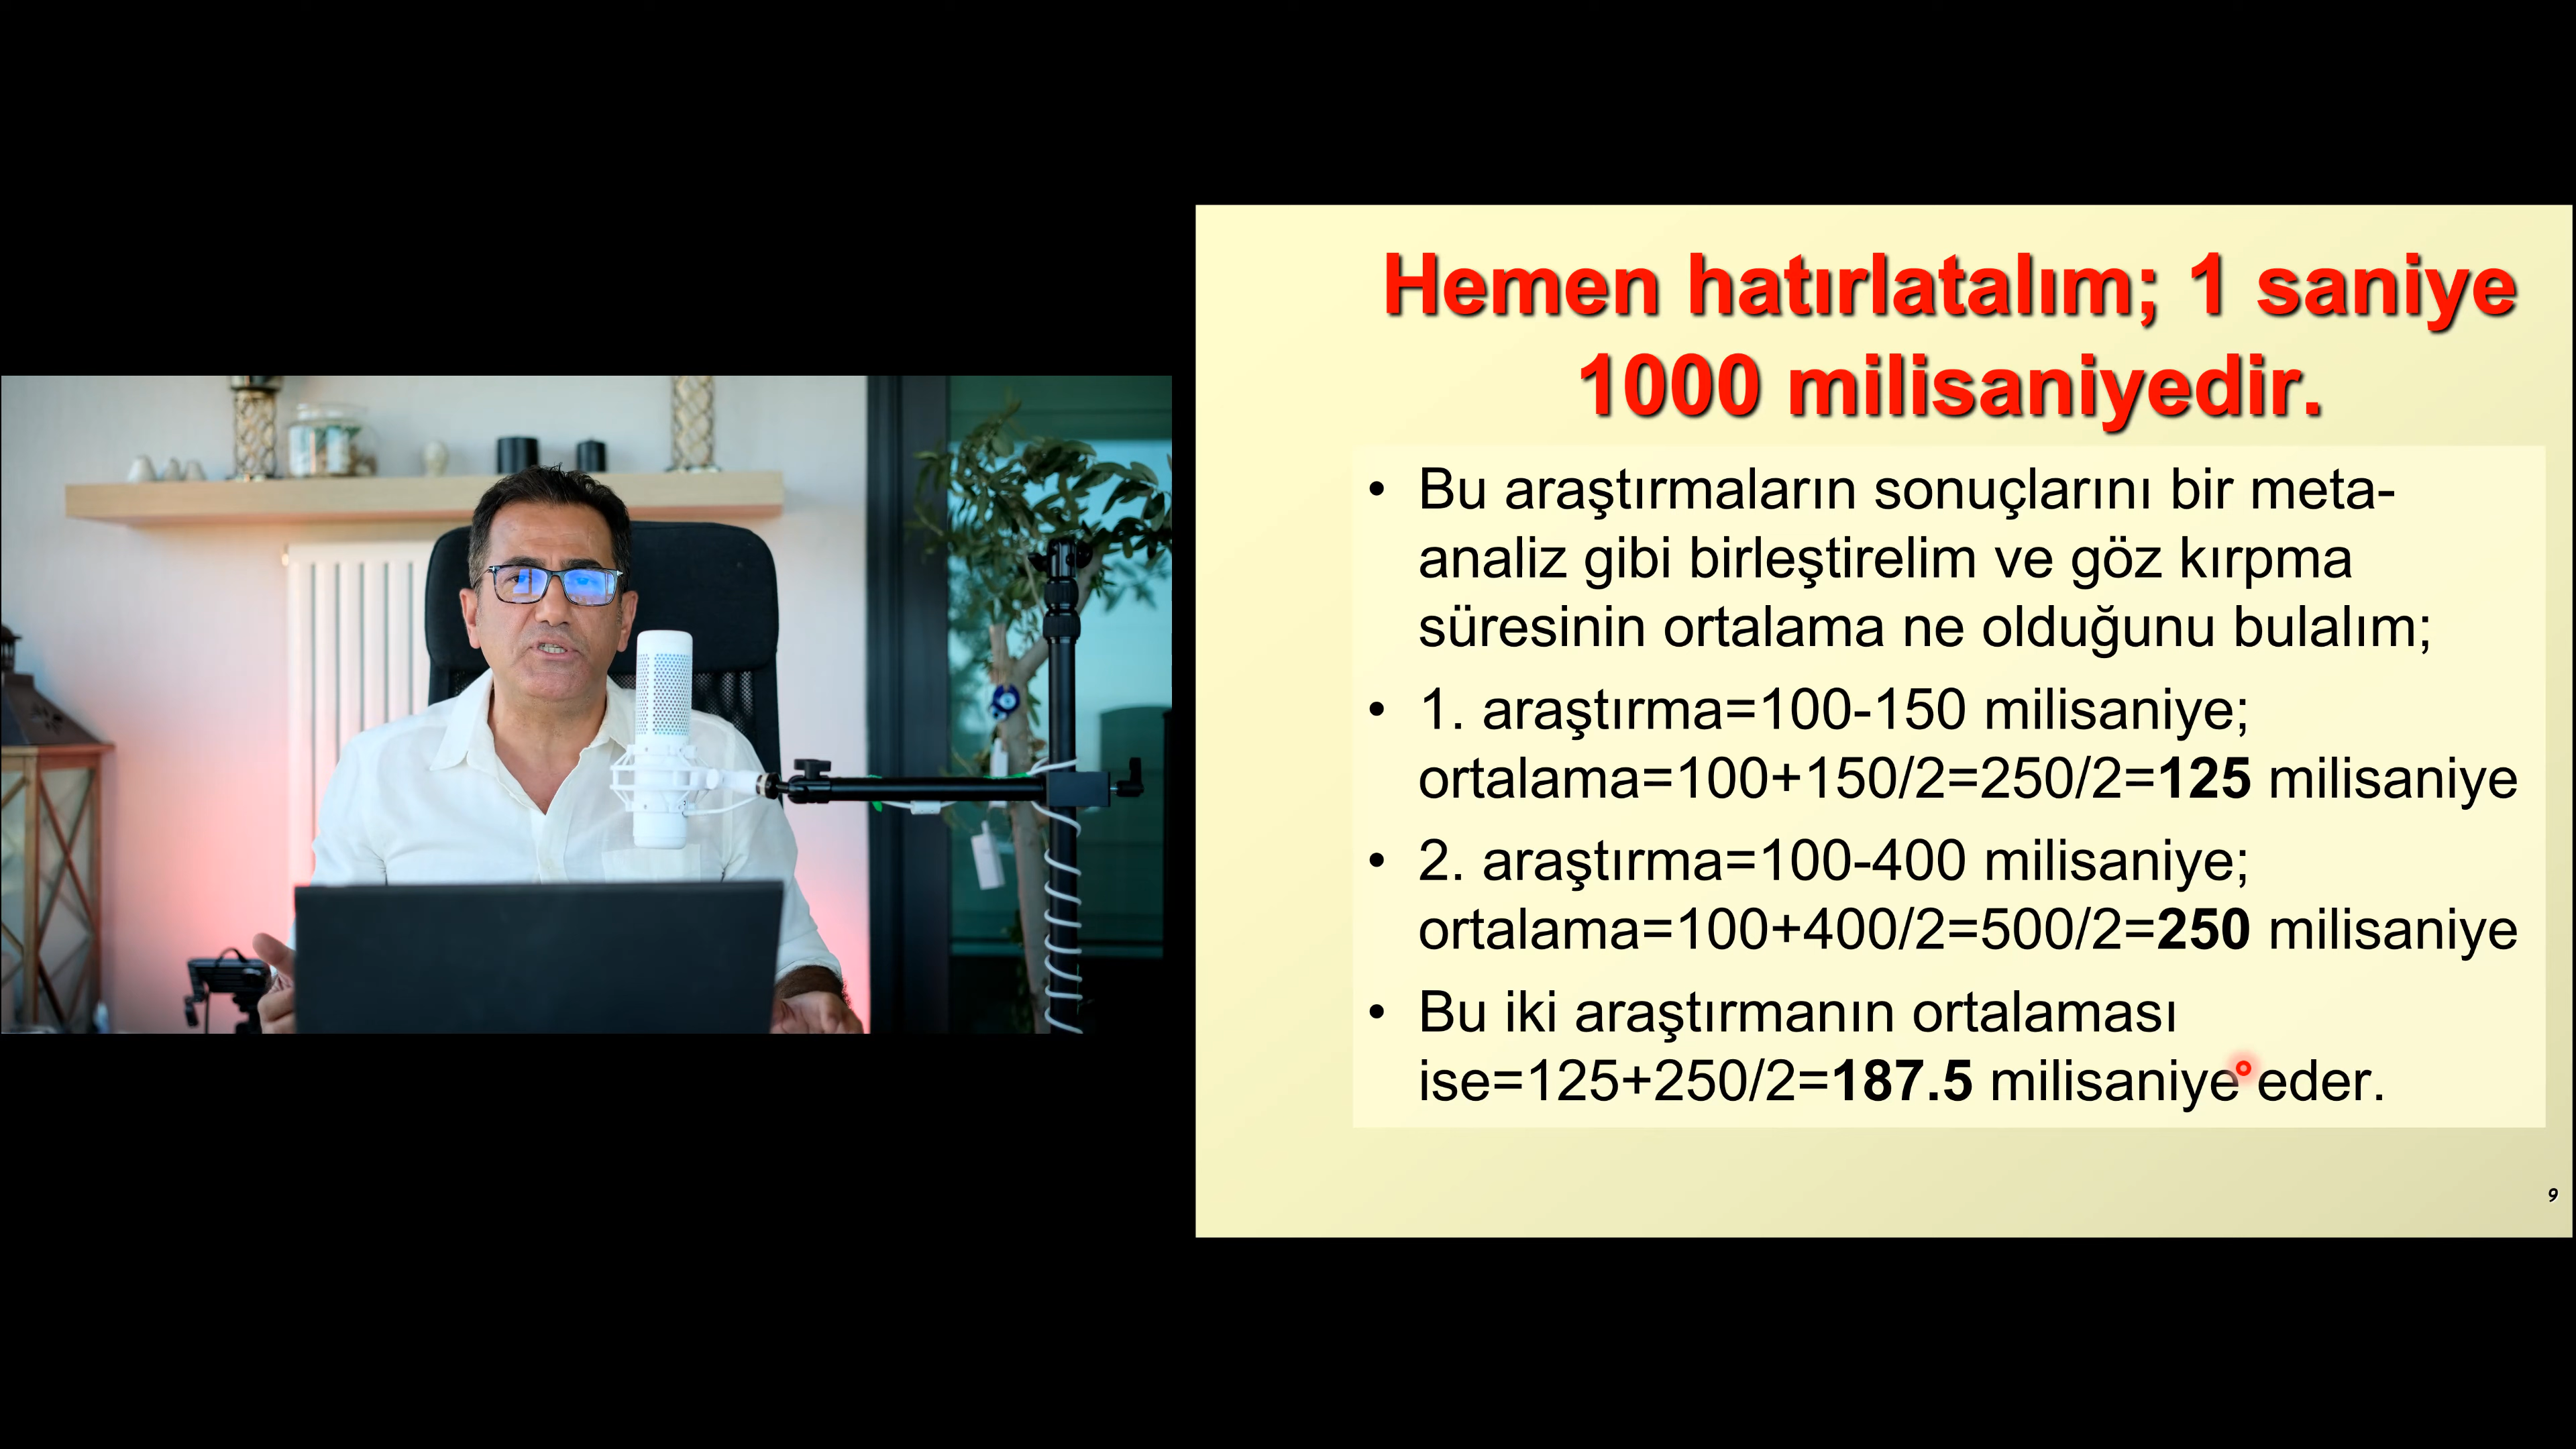 Hemen hatırlatalım; 1 saniye
1000 milisaniyedir.
• Bu araştırmaların sonuçlarını bir meta-
analiz gibi birleştirelim ve göz kırpma
süresinin ortalama ne olduğunu bulalım;
• 1. araştırma=100-150 milisaniye;
ortalama=100+150/2=250/2=125 milisaniye
• 2. araştırma=100-400 milisaniye;
ortalama=100+400/2=500/2=250 milisaniye
• Bu iki araştırmanın ortalaması
ise=125+250/2=187.5 milisaniye eder.
9